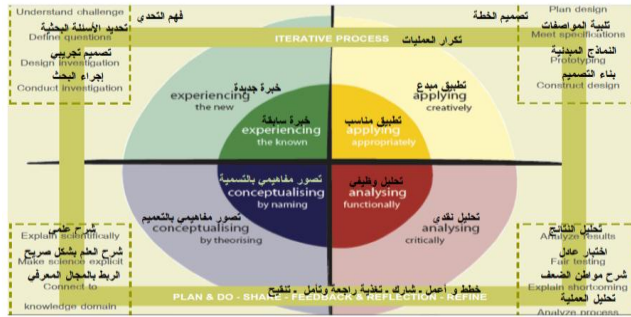 Understand challenge
فهم التحدي
تحديد الأسئلة البحثية
Define questions
تصميم تجريبي
Design investigation
إجراء البحث
Conduct investigation
تصميم الخطة
Plan design
تلبية المواصفات
Meet specifications
النماذج المبدئية
Prototyping
بناء التصميم
Construct design
ITERATIVE PROCESS
تكرار العمليات
خبرة جديدة
experiencing
the new
خبرة سابقة
experiencing
the known
تطبيق مبدع
applying
creatively
تطبيق مناسب
applying
appropriately
تصور مفاهيمي بالتسمية
conceptualising
by naming
تصور مفاهيمي بالتعميم
conceptualising
by theorising
تحليل وظيفي
analysing
functionally
تحليل نقدي
analysing
critically
شرح علمي
Explain scientifically
شرح العلم بشكل صريح
Make science explicit
الربط بالمجال المعرفي
Connect to
knowledge domain
تحليل النتائج
Analyze results
اختبار عادل
Fair testing
شرح مواطن الضعف
Explain shortcoming
تحليل العملية
Analyze process
خطط و أعمل - شارك - تغذية راجعة وتأمل - تنقيح
PLAN & DO - SHARE - FEEDBACK & REFLECTION - REFINE